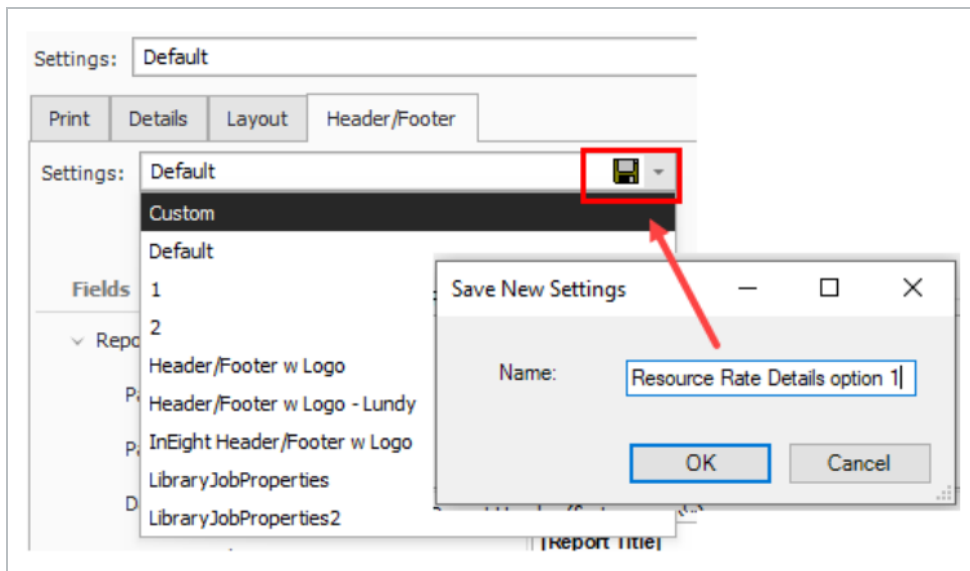 Settings: Default
Print Details Layout Header/Footer
Settings: Default
Custom
Default
Fields 1
2
Header/Footer w Logo
Header/Footer w Logo - Lundy
InEight Header/Footer w Logo
LibraryJobProperties
LibraryJobProperties2
Save New Settings
Name: Resource Rate Details option 1
OK Cancel
[Report Title]